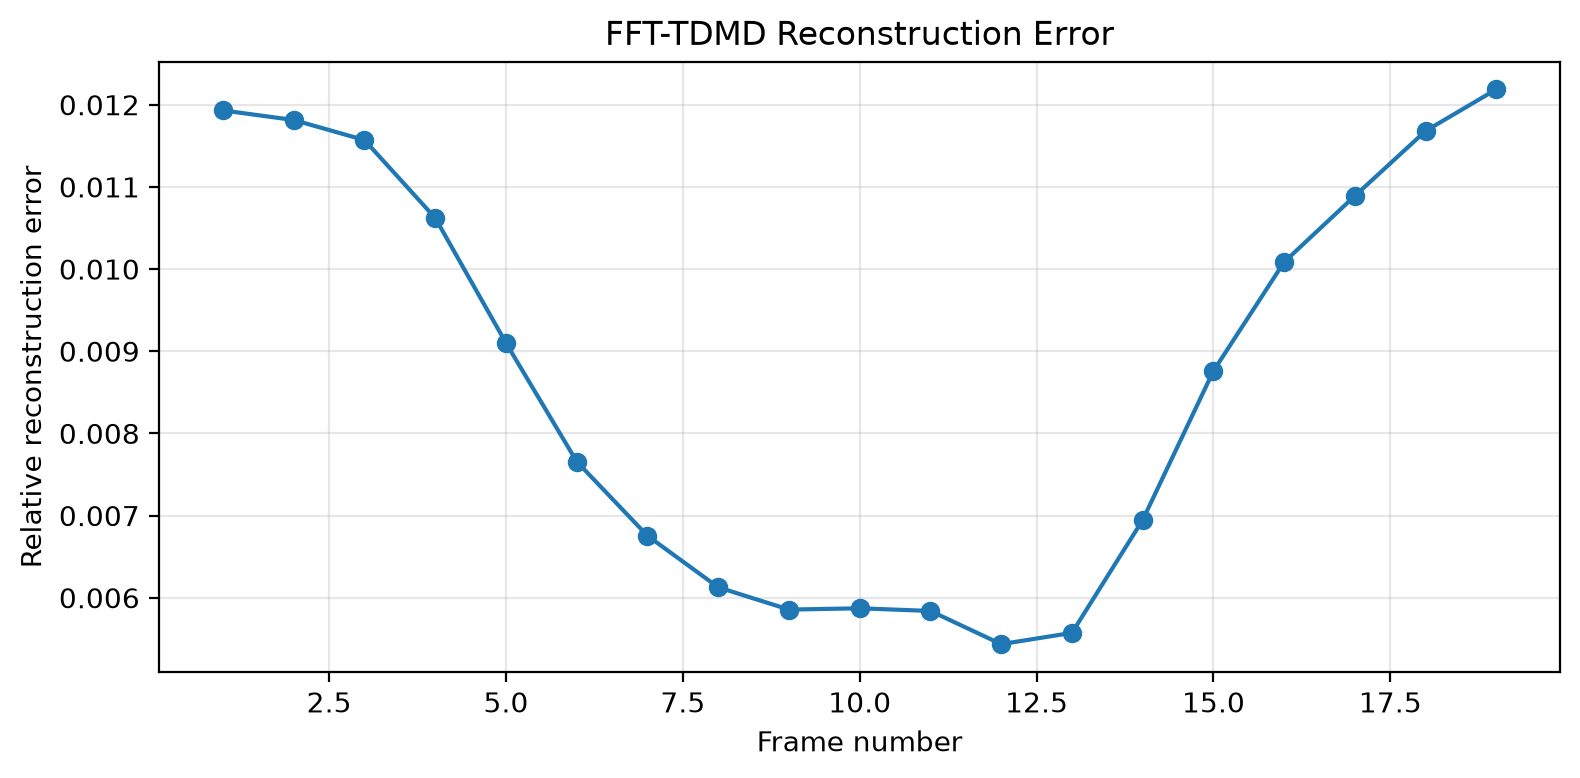 FFT-TDMD Reconstruction Error
Relative reconstruction error
0.012
0.011
0.010
0.009
0.008
0.007
0.006
2.5 5.0 7.5 10.0 12.5 15.0 17.5
Frame number